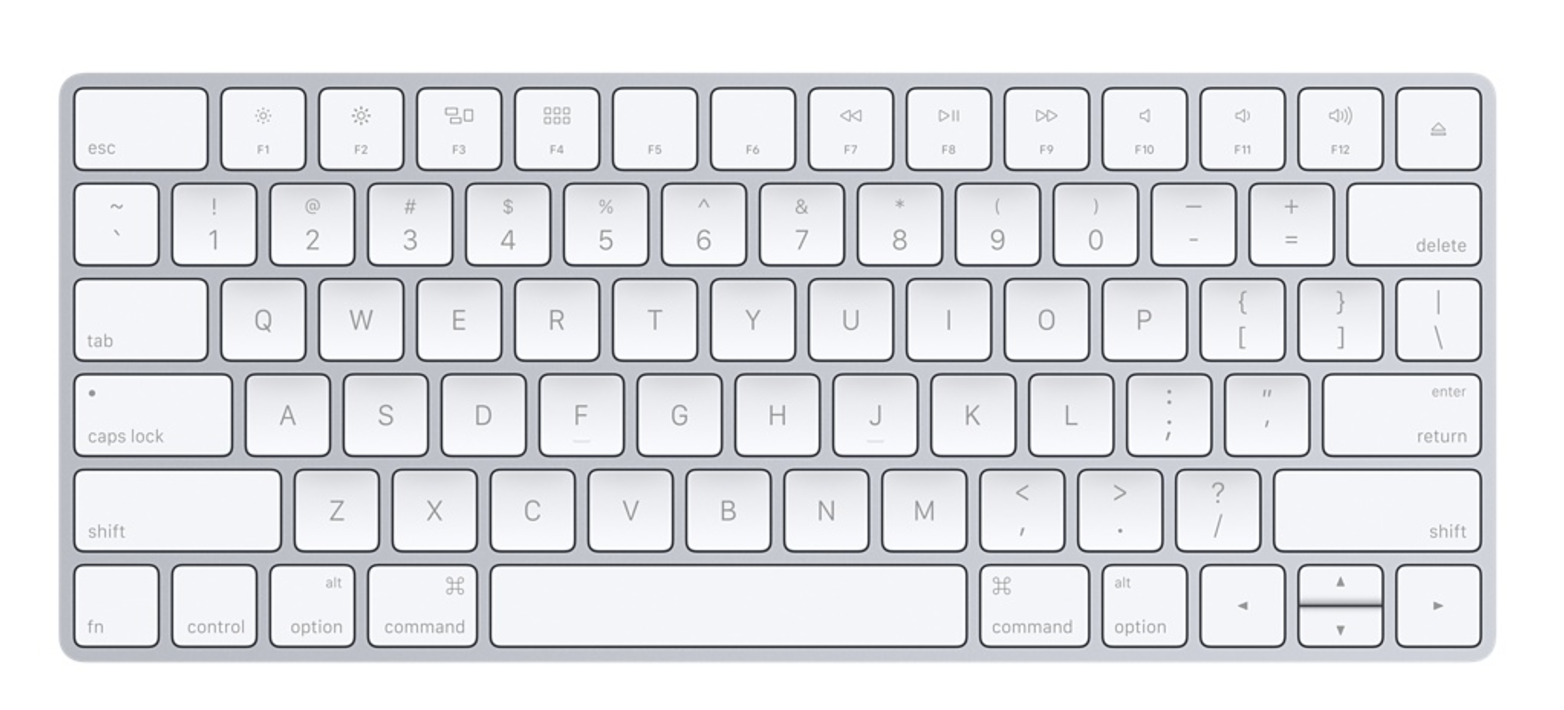 esc F1 F2 F3 F4 F5 F6 F7 F8 F9 F10 F11 F12
~ ! @ # $ % ^ & * ( ) — +
` 1 2 3 4 5 6 7 8 9 0 - = delete
tab Q W E R T Y U I O P { } |
[ ] \
caps lock A S D F G H J K L : " enter
; ' return
shift Z X C V B N M < > ? shift
, . /
alt ⌘ ⌘ alt
fn control option command command option